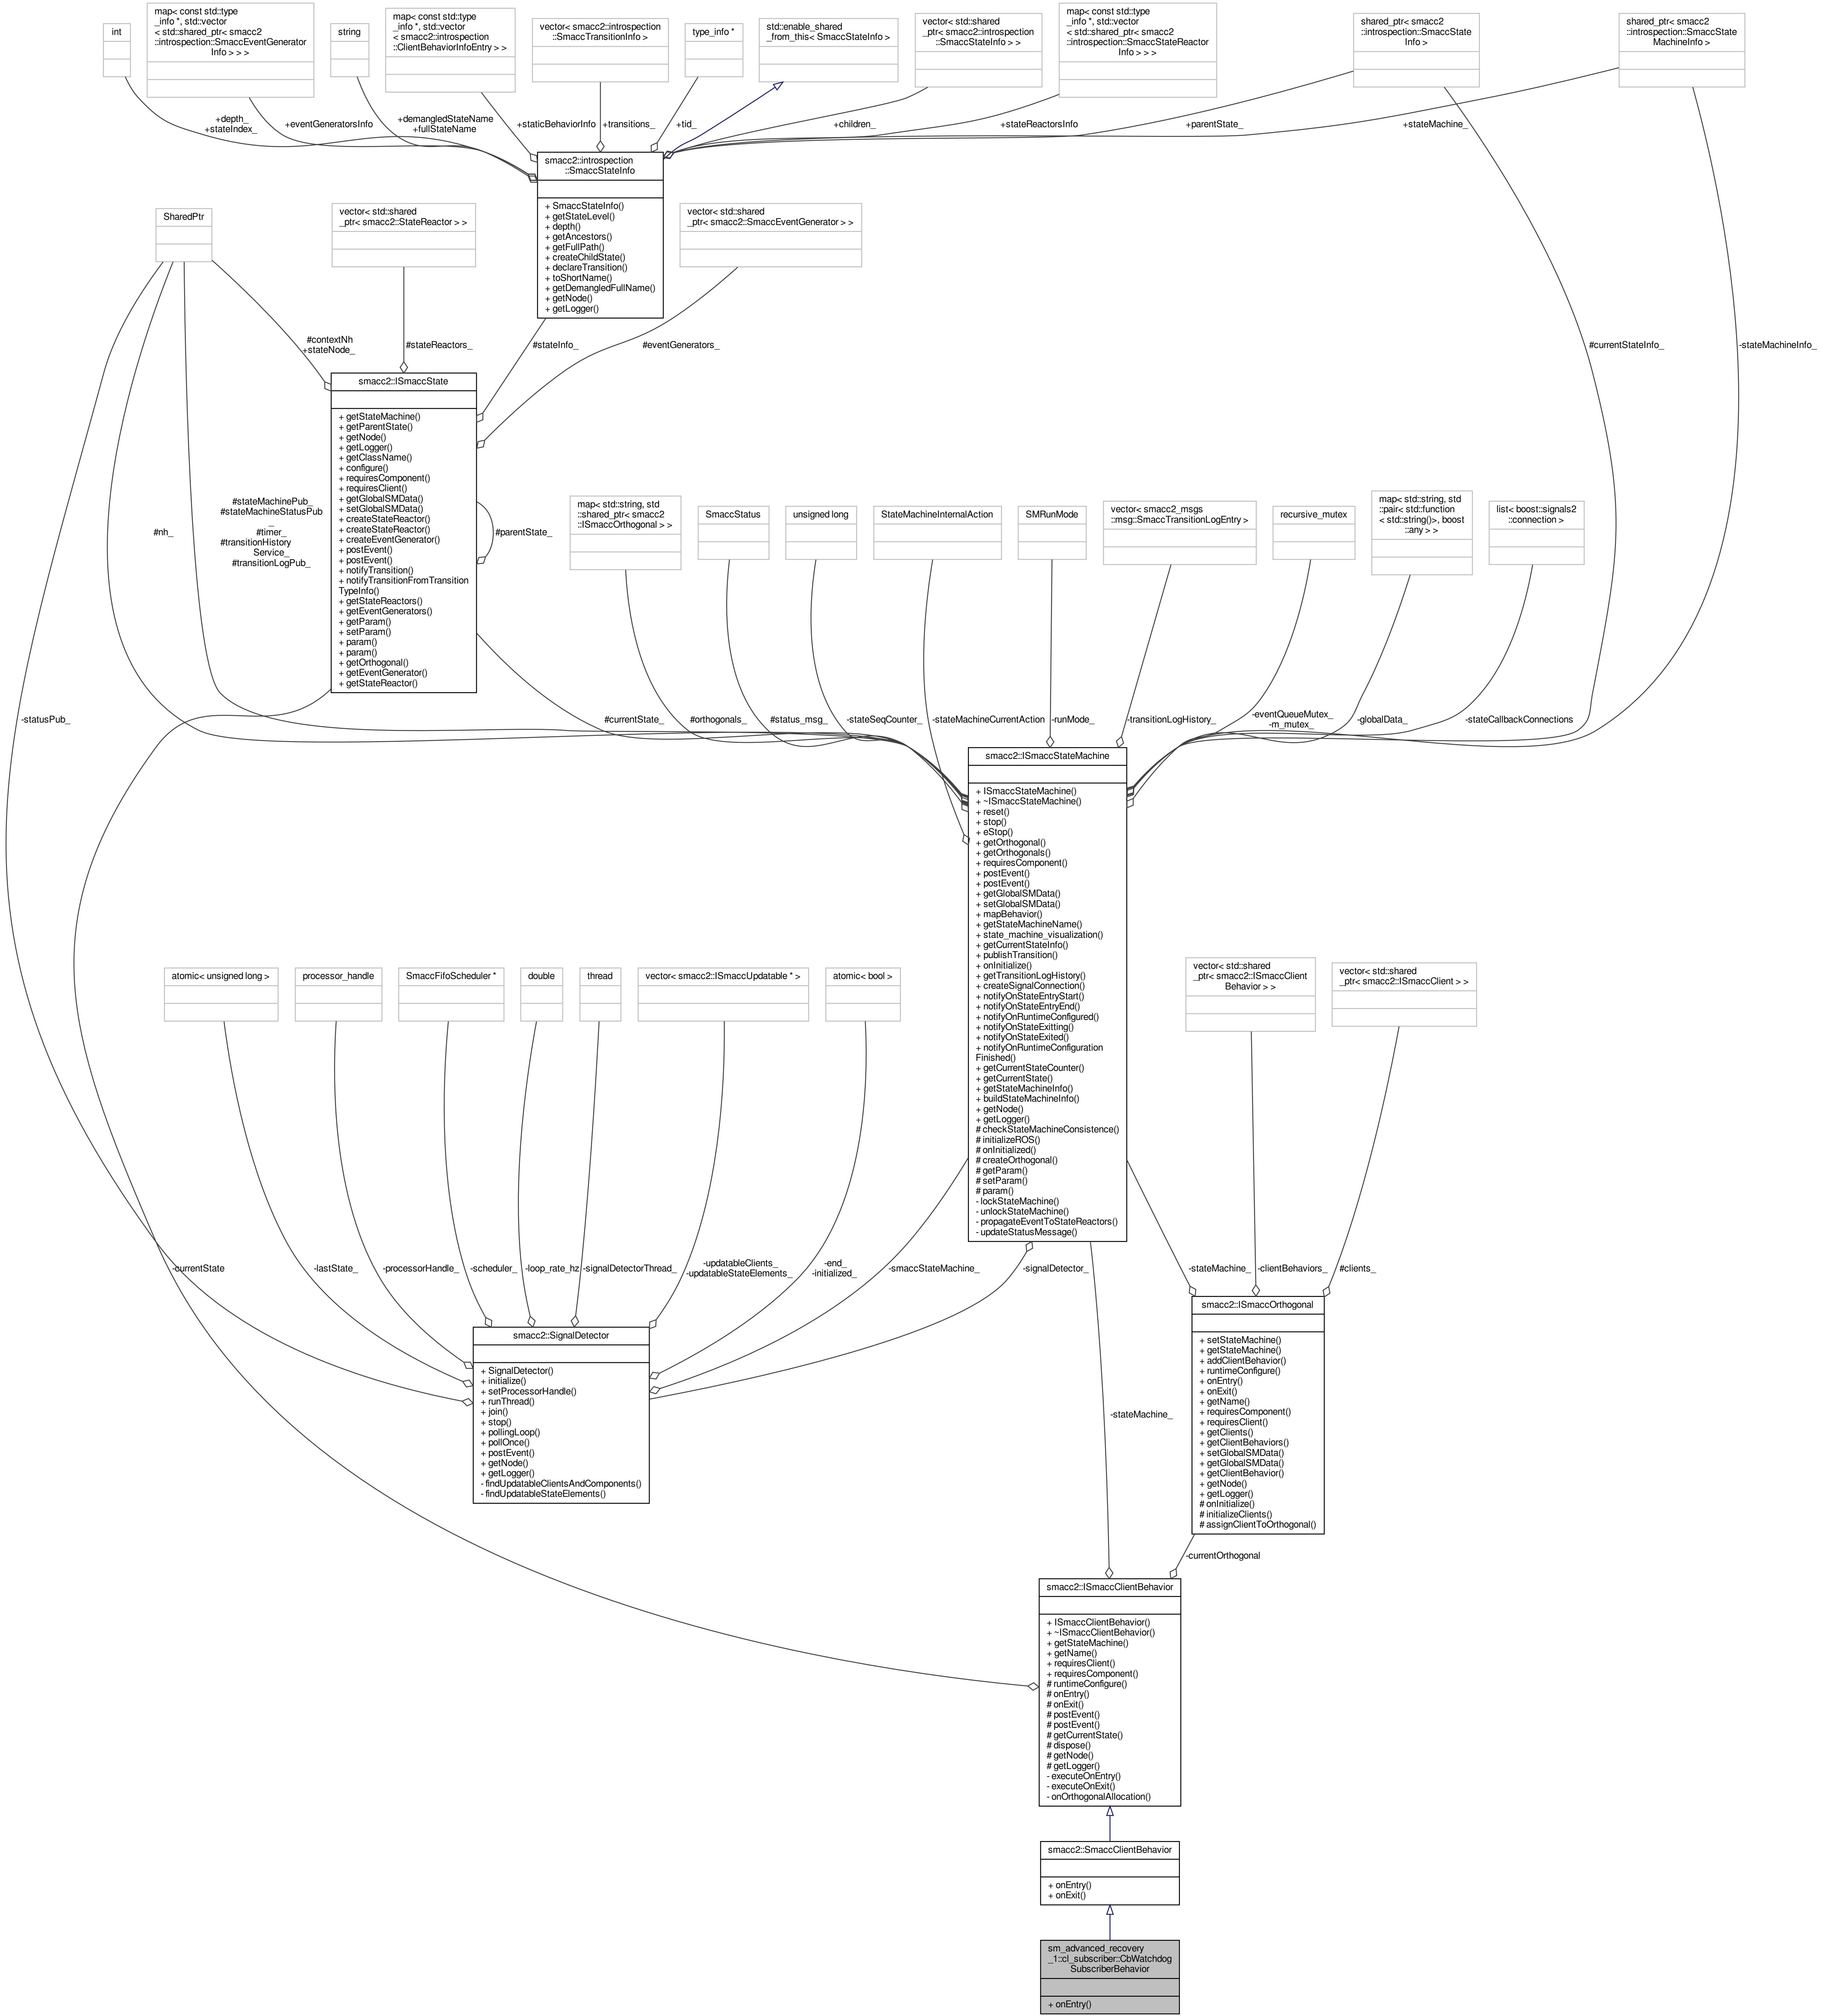 int
map< const std::type
_info *, std::vector
< std::shared_ptr< smacc2
::introspection::SmaccEventGenerator
Info > > >
string
map< const std::type
_info *, std::vector
< smacc2::introspection
::ClientBehaviorInfoEntry > >
vector< smacc2::introspection
::SmaccTransitionInfo >
type_info *
std::enable_shared
_from_this< SmaccStateInfo >
vector< std::shared
_ptr< smacc2::introspection
::SmaccStateInfo > >
map< const std::type
_info *, std::vector
< std::shared_ptr< smacc2
::introspection::SmaccStateReactor
Info > > >
shared_ptr< smacc2
::introspection::SmaccState
Info >
shared_ptr< smacc2
::introspection::SmaccState
MachineInfo >
+depth_
+stateIndex_
+eventGeneratorsInfo
+demangledStateName
+fullStateName
+staticBehaviorInfo
+transitions_
+tid_
+children_
+stateReactorsInfo
+parentState_
+stateMachine_
smacc2::introspection
::SmaccStateInfo
+ SmaccStateInfo()
+ getStateLevel()
+ depth()
+ getAncestors()
+ getFullPath()
+ createChildState()
+ declareTransition()
+ toShortName()
+ getDemangledFullName()
+ getNode()
+ getLogger()
SharedPtr
vector< std::shared
_ptr< smacc2::StateReactor > >
vector< std::shared
_ptr< smacc2::SmaccEventGenerator > >
#contextNh
+stateNode_
#stateReactors_
#stateInfo_
#eventGenerators_
#currentStateInfo_
-stateMachineInfo_
smacc2::ISmaccState
+ getStateMachine()
+ getParentState()
+ getNode()
+ getLogger()
+ getClassName()
+ configure()
+ requiresComponent()
+ requiresClient()
+ getGlobalSMData()
+ setGlobalSMData()
+ createStateReactor()
+ createStateReactor()
+ createEventGenerator()
+ postEvent()
+ postEvent()
+ notifyTransition()
+ notifyTransitionFromTransition
TypeInfo()
+ getStateReactors()
+ getEventGenerators()
+ getParam()
+ setParam()
+ param()
+ param()
+ getOrthogonal()
+ getEventGenerator()
+ getStateReactor()
#parentState_
#nh_
#stateMachinePub_
#stateMachineStatusPub
_
#timer_
#transitionHistory
Service_
#transitionLogPub_
map< std::string, std
::shared_ptr< smacc2
::ISmaccOrthogonal > >
SmaccStatus
unsigned long
StateMachineInternalAction
SMRunMode
vector< smacc2_msgs
::msg::SmaccTransitionLogEntry >
recursive_mutex
map< std::string, std
::pair< std::function
< std::string()>, boost
::any > >
list< boost::signals2
::connection >
-statusPub_
#currentState_
#orthogonals_
#status_msg_
-stateSeqCounter_
-stateMachineCurrentAction
-runMode_
-transitionLogHistory_
-eventQueueMutex_
-m_mutex_
-globalData_
-stateCallbackConnections
smacc2::ISmaccStateMachine
+ ISmaccStateMachine()
+ ~ISmaccStateMachine()
+ reset()
+ stop()
+ eStop()
+ getOrthogonal()
+ getOrthogonals()
+ requiresComponent()
+ postEvent()
+ postEvent()
+ getGlobalSMData()
+ setGlobalSMData()
+ mapBehavior()
+ getStateMachineName()
+ state_machine_visualization()
+ getCurrentStateInfo()
+ publishTransition()
+ onInitialize()
+ getTransitionLogHistory()
+ createSignalConnection()
+ notifyOnStateEntryStart()
+ notifyOnStateEntryEnd()
+ notifyOnRuntimeConfigured()
+ notifyOnStateExitting()
+ notifyOnStateExited()
+ notifyOnRuntimeConfiguration
Finished()
+ getCurrentStateCounter()
+ getCurrentState()
+ getStateMachineInfo()
+ buildStateMachineInfo()
+ getNode()
+ getLogger()
# checkStateMachineConsistence()
# initializeROS()
# onInitialized()
# createOrthogonal()
# getParam()
# setParam()
# param()
- lockStateMachine()
- unlockStateMachine()
- propagateEventToStateReactors()
- updateStatusMessage()
atomic< unsigned long >
processor_handle
SmaccFifoScheduler *
double
thread
vector< smacc2::ISmaccUpdatable * >
atomic< bool >
vector< std::shared
_ptr< smacc2::ISmaccClient
Behavior > >
vector< std::shared
_ptr< smacc2::ISmaccClient > >
-currentState
-lastState_
-processorHandle_
-scheduler_
-loop_rate_hz
-signalDetectorThread_
-updatableClients_
-updatableStateElements_
-end_
-initialized_
-smaccStateMachine_
-signalDetector_
-stateMachine_
-clientBehaviors_
#clients_
smacc2::SignalDetector
+ SignalDetector()
+ initialize()
+ setProcessorHandle()
+ runThread()
+ join()
+ stop()
+ pollingLoop()
+ pollOnce()
+ postEvent()
+ getNode()
+ getLogger()
- findUpdatableClientsAndComponents()
- findUpdatableStateElements()
smacc2::ISmaccOrthogonal
+ setStateMachine()
+ getStateMachine()
+ addClientBehavior()
+ runtimeConfigure()
+ onEntry()
+ onExit()
+ getName()
+ requiresComponent()
+ requiresClient()
+ getClients()
+ getClientBehaviors()
+ setGlobalSMData()
+ getGlobalSMData()
+ getClientBehavior()
+ getNode()
+ getLogger()
# onInitialize()
# initializeClients()
# assignClientToOrthogonal()
-stateMachine_
-currentOrthogonal
smacc2::ISmaccClientBehavior
+ ISmaccClientBehavior()
+ ~ISmaccClientBehavior()
+ getStateMachine()
+ getName()
+ requiresClient()
+ requiresComponent()
# runtimeConfigure()
# onEntry()
# onExit()
# postEvent()
# postEvent()
# getCurrentState()
# dispose()
# getNode()
# getLogger()
- executeOnEntry()
- executeOnExit()
- onOrthogonalAllocation()
smacc2::SmaccClientBehavior
+ onEntry()
+ onExit()
sm_advanced_recovery
_1::cl_subscriber::CbWatchdog
SubscriberBehavior
+ onEntry()